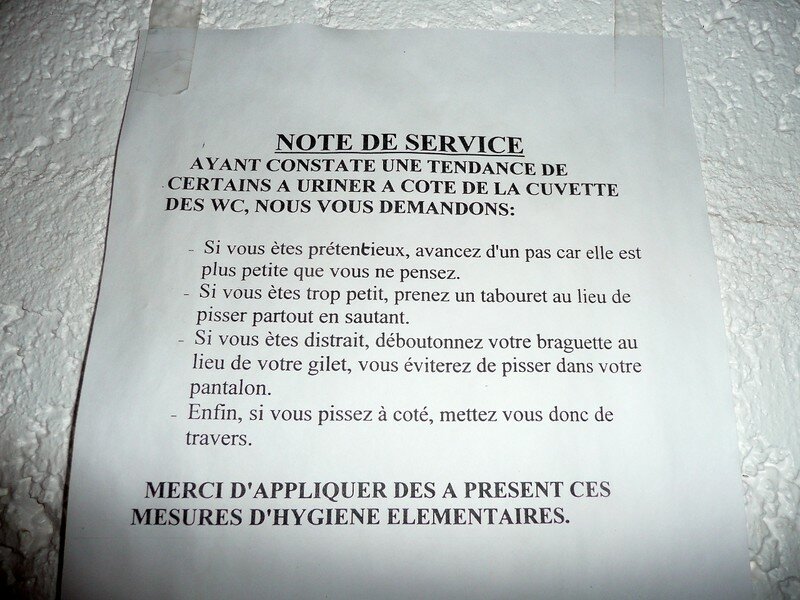 NOTE DE SERVICE
AYANT CONSTATE UNE TENDANCE DE
CERTAINS A URINER A COTE DE LA CUVETTE
DES WC, NOUS VOUS DEMANDONS:
- Si vous ètes prétentieux, avancez d'un pas car elle est
plus petite que vous ne pensez.
- Si vous ètes trop petit, prenez un tabouret au lieu de
pisser partout en sautant.
- Si vous ètes distrait, déboutonnez votre braguette au
lieu de votre gilet, vous éviterez de pisser dans votre
pantalon.
- Enfin, si vous pissez à coté, mettez vous donc de
travers.
MERCI D'APPLIQUER DES A PRESENT CES
MESURES D'HYGIENE ELEMENTAIRES.